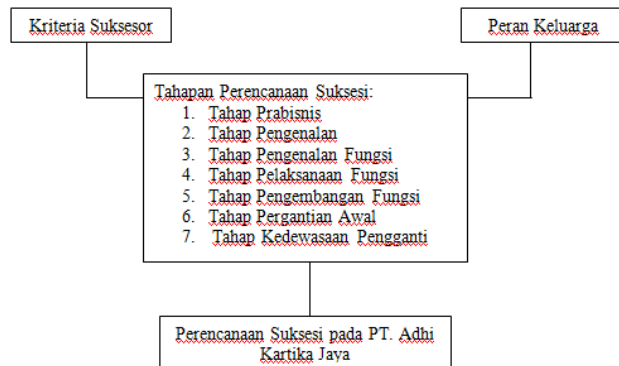 Kriteria Suksesor
Peran Keluarga
Tahapan Perencanaan Suksesi:
1. Tahap Prabisnis
2. Tahap Pengenalan
3. Tahap Pengenalan Fungsi
4. Tahap Pelaksanaan Fungsi
5. Tahap Pengembangan Fungsi
6. Tahap Pergantian Awal
7. Tahap Kedewasaan Pengganti
Perencanaan Suksesi pada PT. Adhi
Kartika Jaya